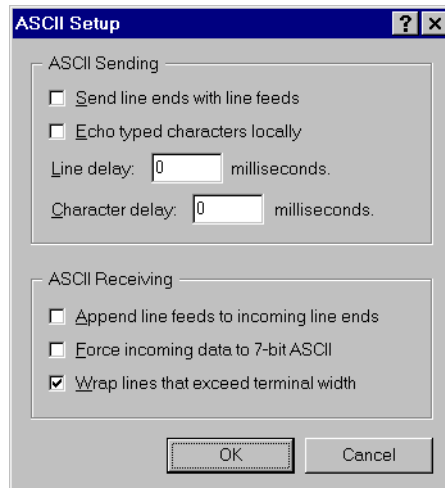 ASCII Setup
ASCII Sending
Send line ends with line feeds
Echo typed characters locally
Line delay: 0 milliseconds.
Character delay: 0 milliseconds.
ASCII Receiving
Append line feeds to incoming line ends
Force incoming data to 7-bit ASCII
Wrap lines that exceed terminal width
OK Cancel